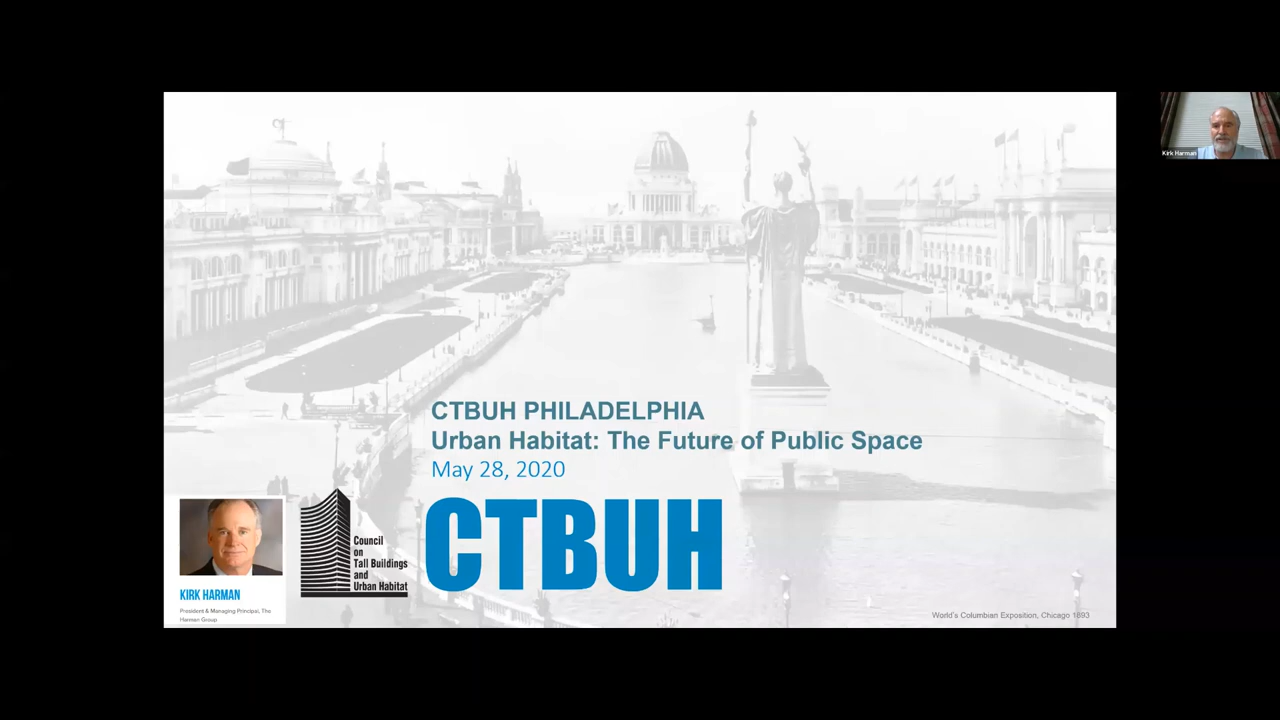 Kirk Harman
CTBUH PHILADELPHIA
Urban Habitat: The Future of Public Space
May 28, 2020
CTBUH
Council
on
Tall Buildings
and
Urban Habitat
KIRK HARMAN
President & Managing Principal, The
Harman Group
World's Columbian Exposition, Chicago 1893